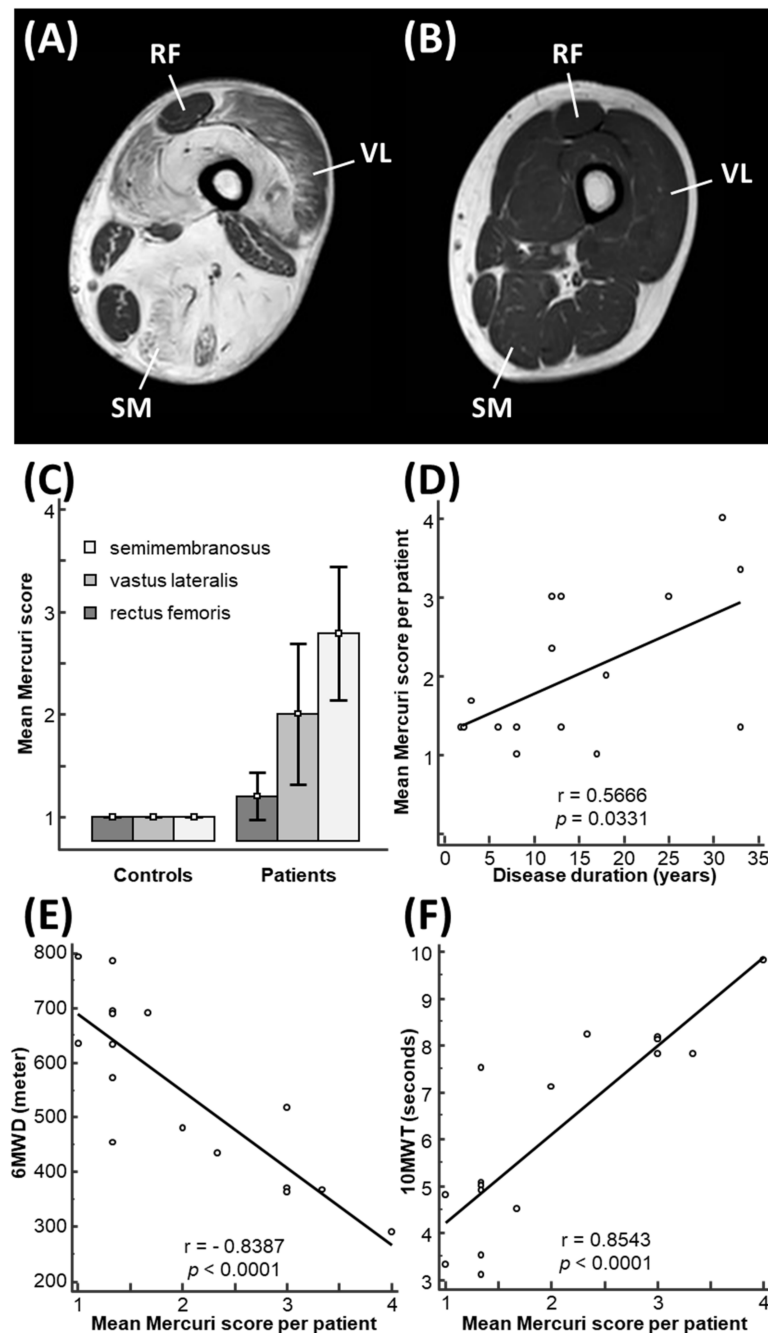 (A)
RF
VL
SM
(B)
RF
VL
SM
(C)
4
3
2
1
Mean Mercuri score
semimembranosus
vastus lateralis
rectus femoris
Controls
Patients
(D)
4
3
2
1
Mean Mercuri score per patient
r = 0.5666
p = 0.0331
0 5 10 15 20 25 30 35
Disease duration (years)
(E)
800
700
600
500
400
300
200
6MWD (meter)
r = - 0.8387
p < 0.0001
1 2 3 4
Mean Mercuri score per patient
(F)
10
9
8
7
6
5
4
3
10MWT (seconds)
r = 0.8543
p < 0.0001
1 2 3 4
Mean Mercuri score per patient